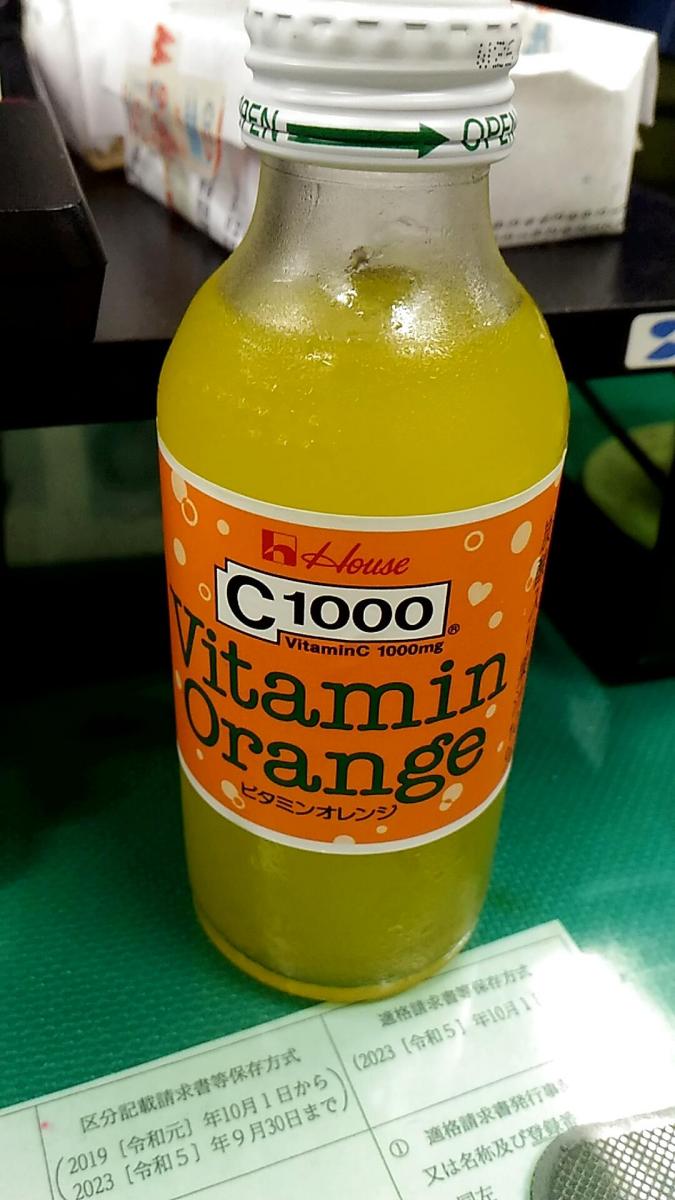 OPEN
House
C1000®
VitaminC 1000mg
Vitamin
Orange
ビタミンオレンジ
区分記載請求書等保存方式
(2019［令和元］年10月1日から
2023［令和5］年9月30日まで)
適格請求書等保存方式
(2023［令和5］年10月1
① 適格請求書発行事
又は名称及び登録
同左